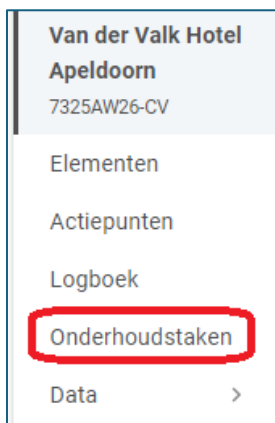 Van der Valk Hotel
Apeldoorn
7325AW26-CV
Elementen
Actiepunten
Logboek
Onderhoudstaken
Data